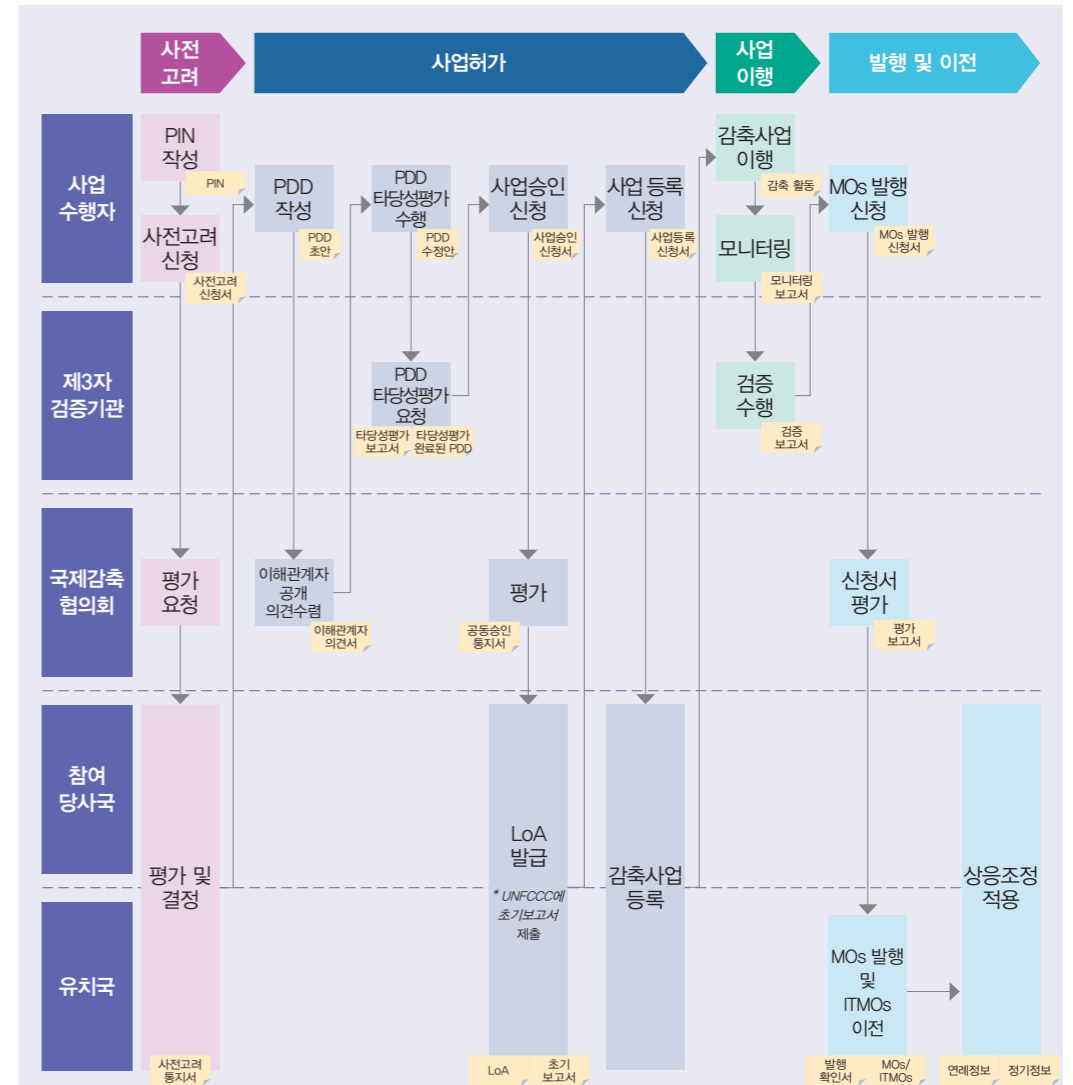 사전
고려
사업허가
사업
이행
발행 및 이전
사업
수행자
PIN
작성
PIN
사전고려
신청
사전고려
신청서
PDD
작성
PDD
초안
PDD
타당성평가
수행
PDD
수정안
사업승인
신청
사업승인
신청서
사업 등록
신청
사업등록
신청서
감축사업
이행
감축 활동
모니터링
모니터링
보고서
MOs 발행
신청
MOs 발행
신청서
제3자
검증기관
PDD
타당성평가
요청
타당성평가
보고서
타당성평가
완료된 PDD
검증
수행
검증
보고서
국제감축
협의회
평가
요청
이해관계자
공개
의견수렴
이해관계자
의견서
평가
공동승인
통지서
신청서
평가
평가
보고서
참여
당사국
유치국
평가 및
결정
사전고려
통지서
LoA
발급
* UNFCCC에
초기보고서
제출
LoA
초기
보고서
감축사업
등록
MOs 발행
및
ITMOs
이전
발행
확인서
MOs/
ITMOs
상응조정
적용
연례정보
정기정보